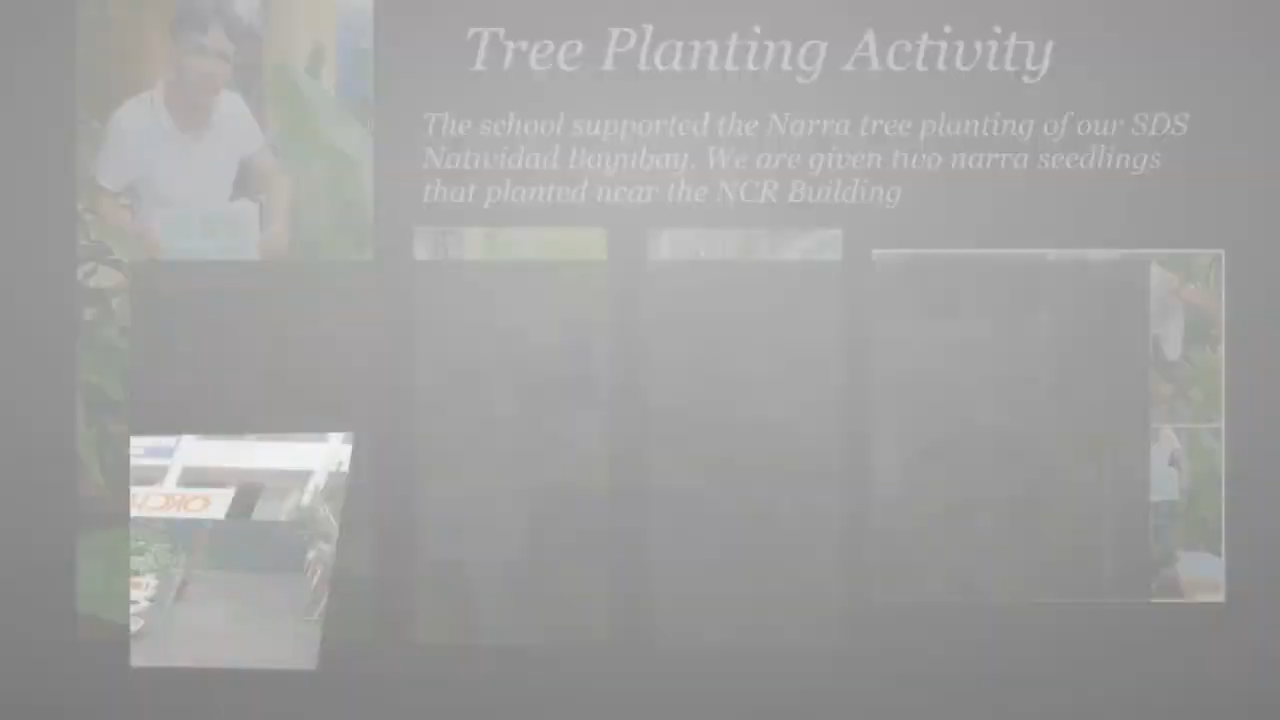 Tree Planting Activity
The school supported the Narra tree planting of our SDS
Natividad Bayubay. We are given two narra seedlings
that planted near the NCR Building